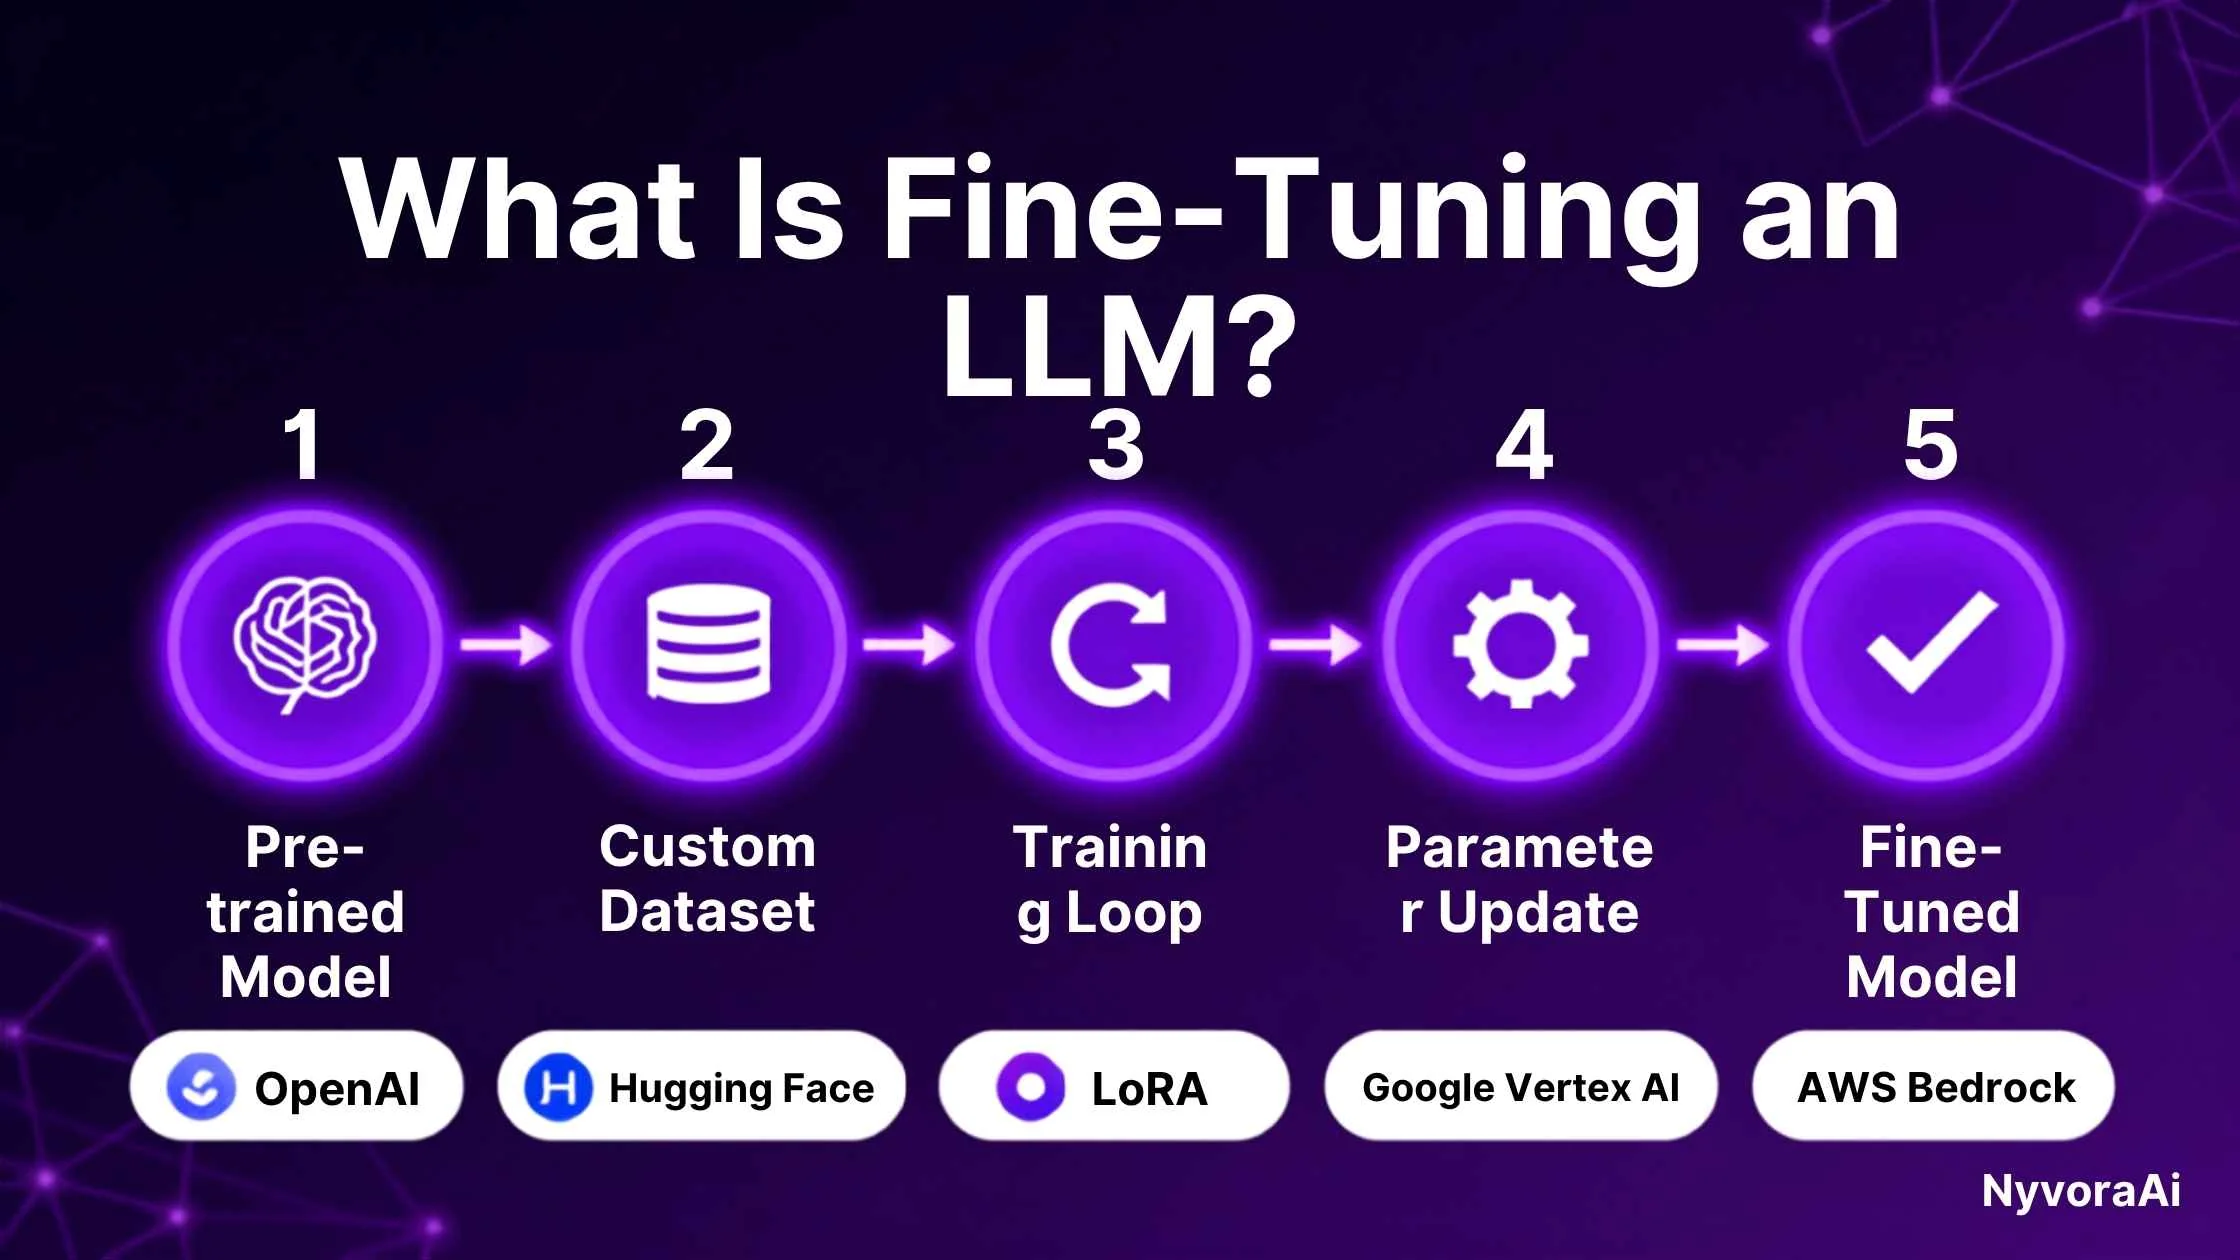 What Is Fine-Tuning an
LLM?
1
2
3
4
5
Pre-
trained
Model
Custom
Dataset
Trainin
g Loop
Paramete
r Update
Fine-
Tuned
Model
OpenAI
Hugging Face
LoRA
Google Vertex AI
AWS Bedrock
NyvoraAi